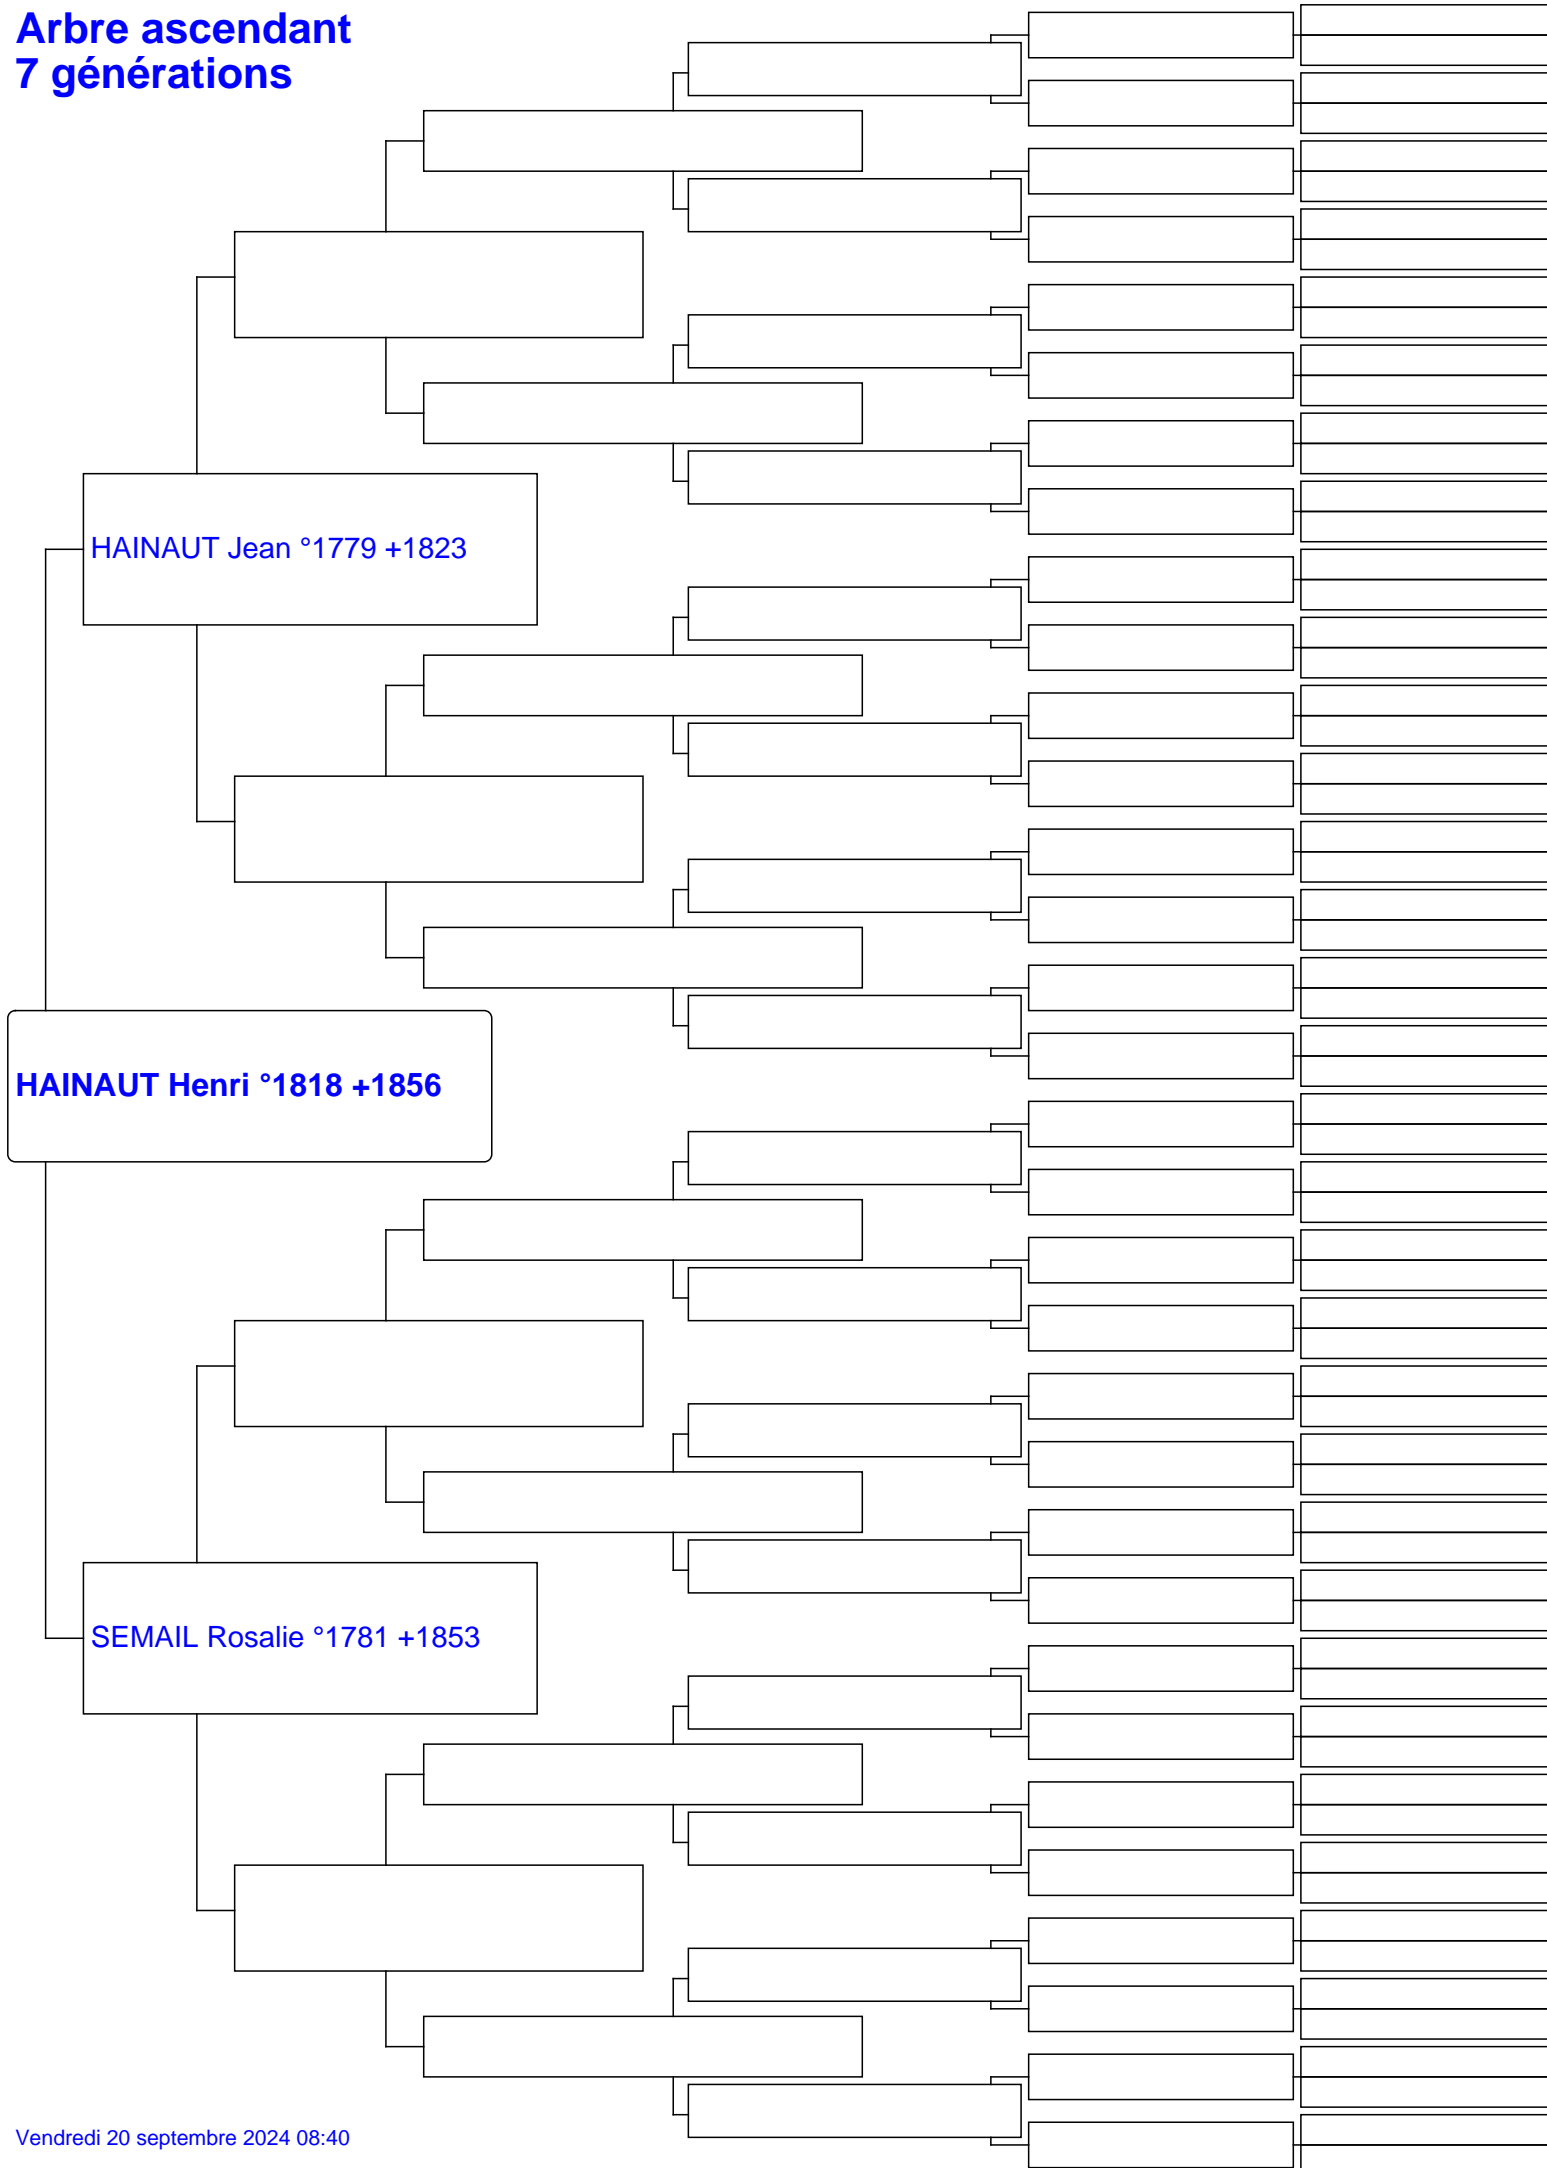 Arbre ascendant
7 générations
HAINAUT Jean °1779 +1823
HAINAUT Henri °1818 +1856
SEMAIL Rosalie °1781 +1853
Vendredi 20 septembre 2024 08:40